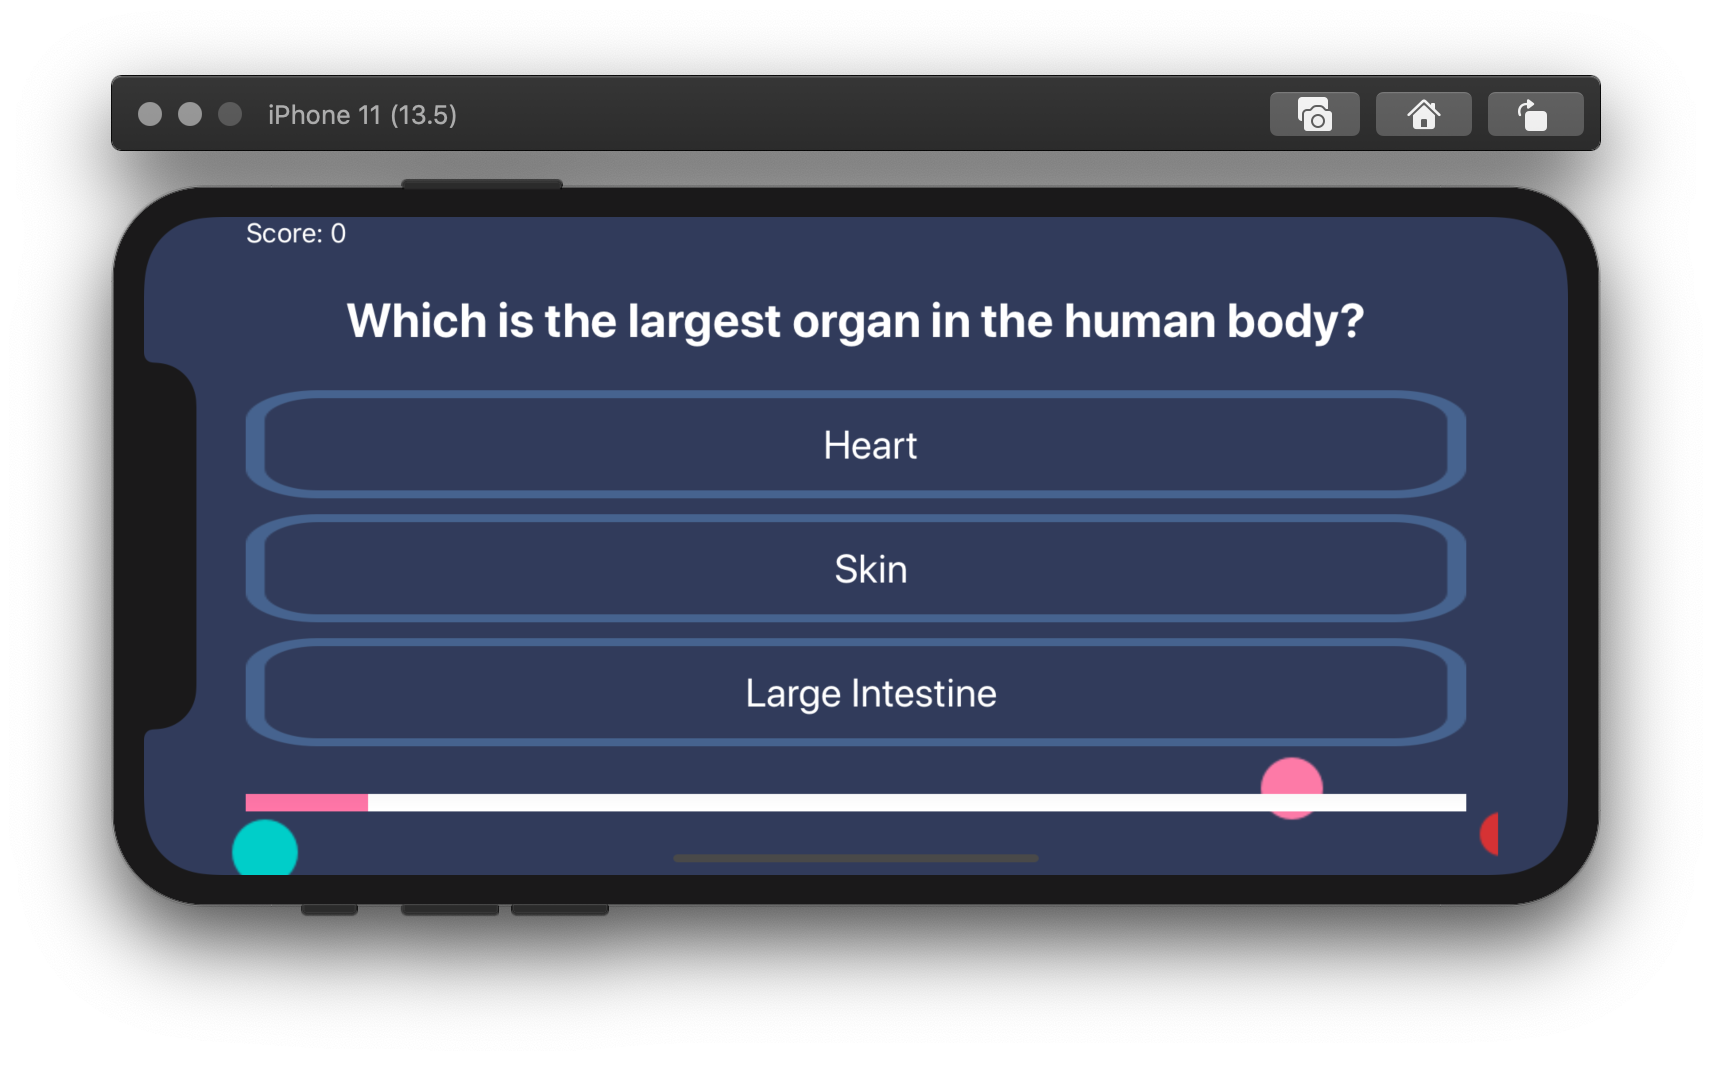 iPhone 11 (13.5)
Score: 0
Which is the largest organ in the human body?
Heart
Skin
Large Intestine